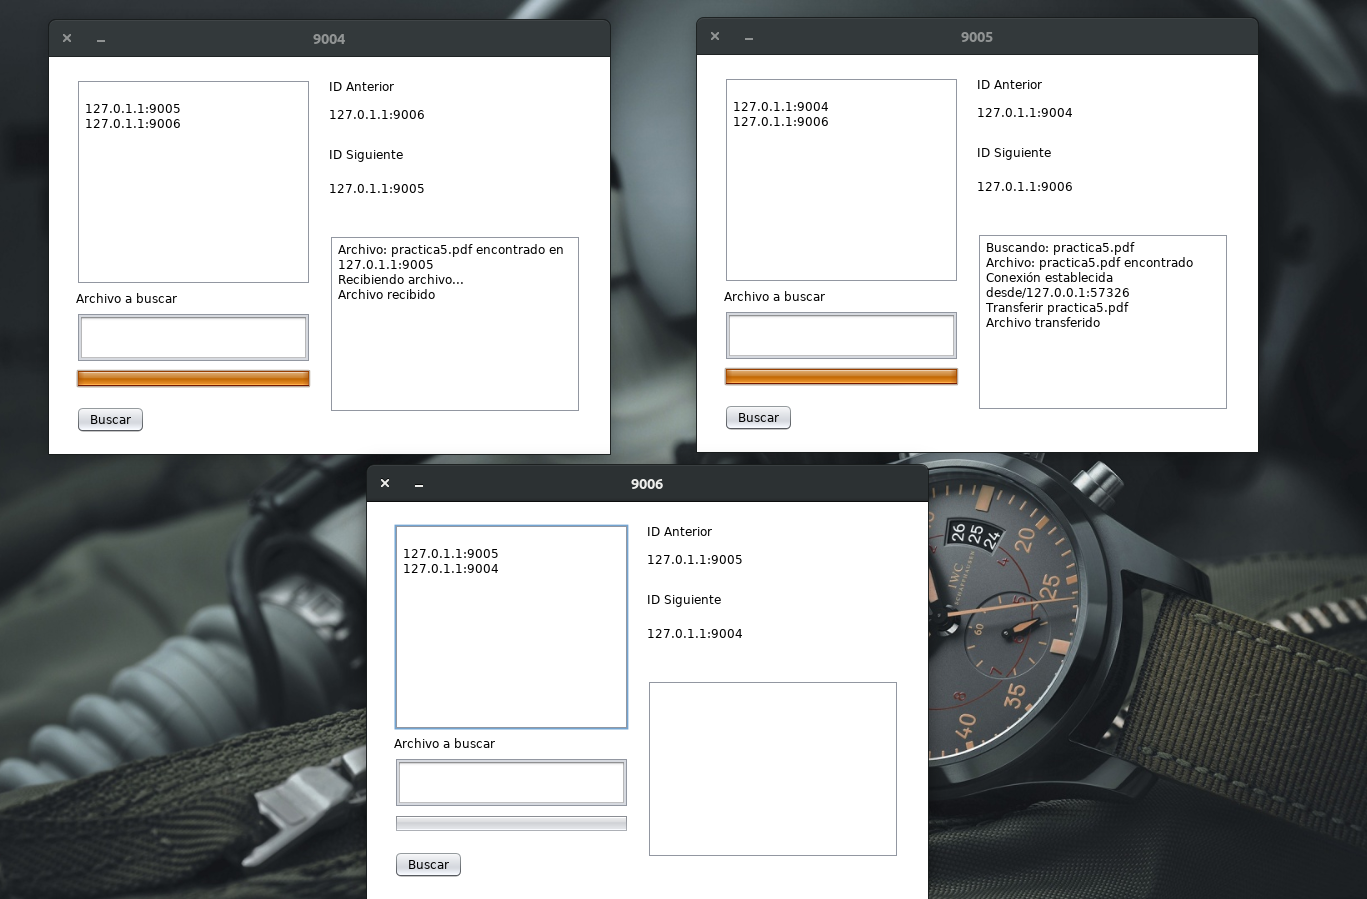 9004
127.0.1.1:9005
127.0.1.1:9006
ID Anterior
127.0.1.1:9006
ID Siguiente
127.0.1.1:9005
Archivo: practica5.pdf encontrado en
127.0.1.1:9005
Recibiendo archivo...
Archivo recibido
Archivo a buscar
Buscar
9005
127.0.1.1:9004
127.0.1.1:9006
ID Anterior
127.0.1.1:9004
ID Siguiente
127.0.1.1:9006
Buscando: practica5.pdf
Archivo: practica5.pdf encontrado
Conexión establecida
desde/127.0.0.1:57326
Transferir practica5.pdf
Archivo transferido
Archivo a buscar
Buscar
9006
127.0.1.1:9005
127.0.1.1:9004
ID Anterior
127.0.1.1:9005
ID Siguiente
127.0.1.1:9004
Archivo a buscar
Buscar
26
25
24
20
25
35
40
60
IWC
SCHAFFHAUSEN